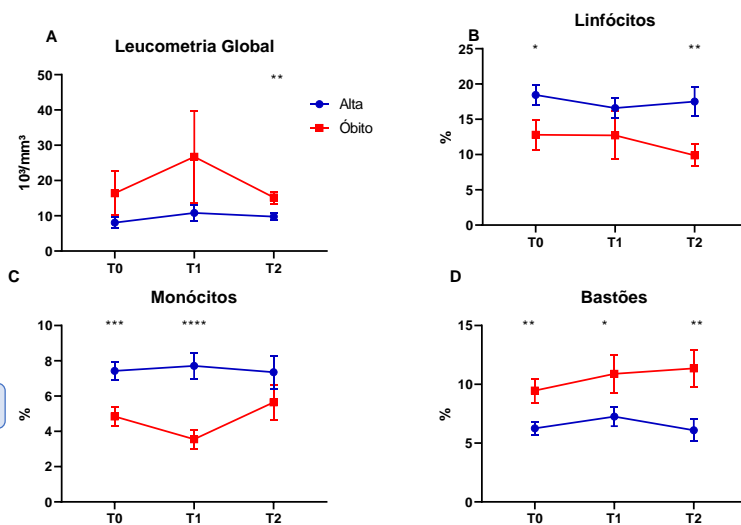 A
Leucometria Global
**
50
40
30
20
10
0
10³/mm³
T0
T1
T2
Alta
Óbito
B
Linfócitos
*
**
25
20
15
10
5
0
%
T0
T1
T2
C
Monócitos
***
****
10
8
6
4
2
0
%
T0
T1
T2
D
Bastões
**
*
**
15
10
5
0
%
T0
T1
T2